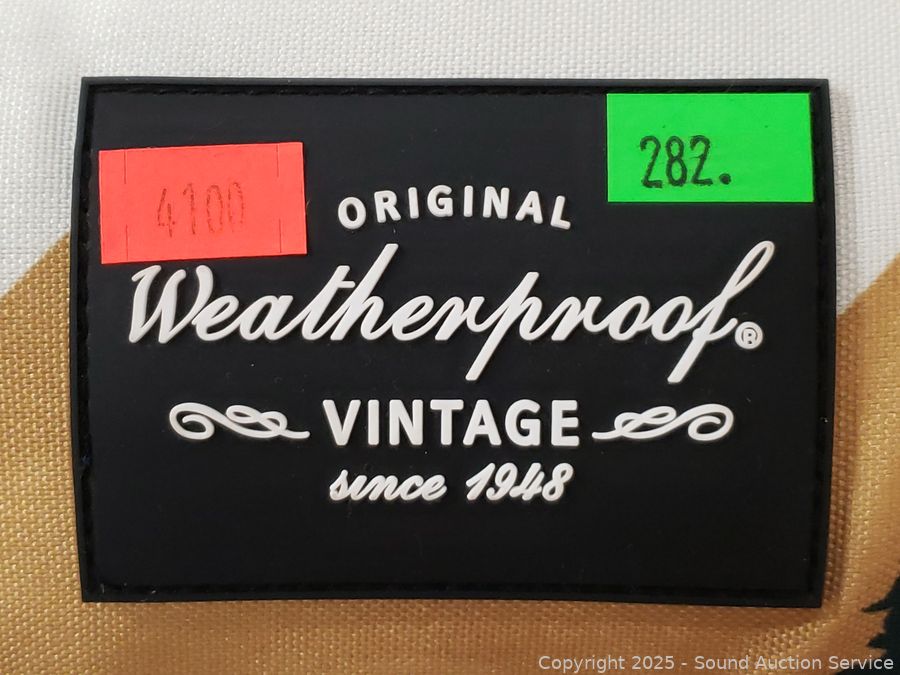 282.
4100
ORIGINAL
Weatherproof®
VINTAGE
since 1948
Copyright 2025 - Sound Auction Service